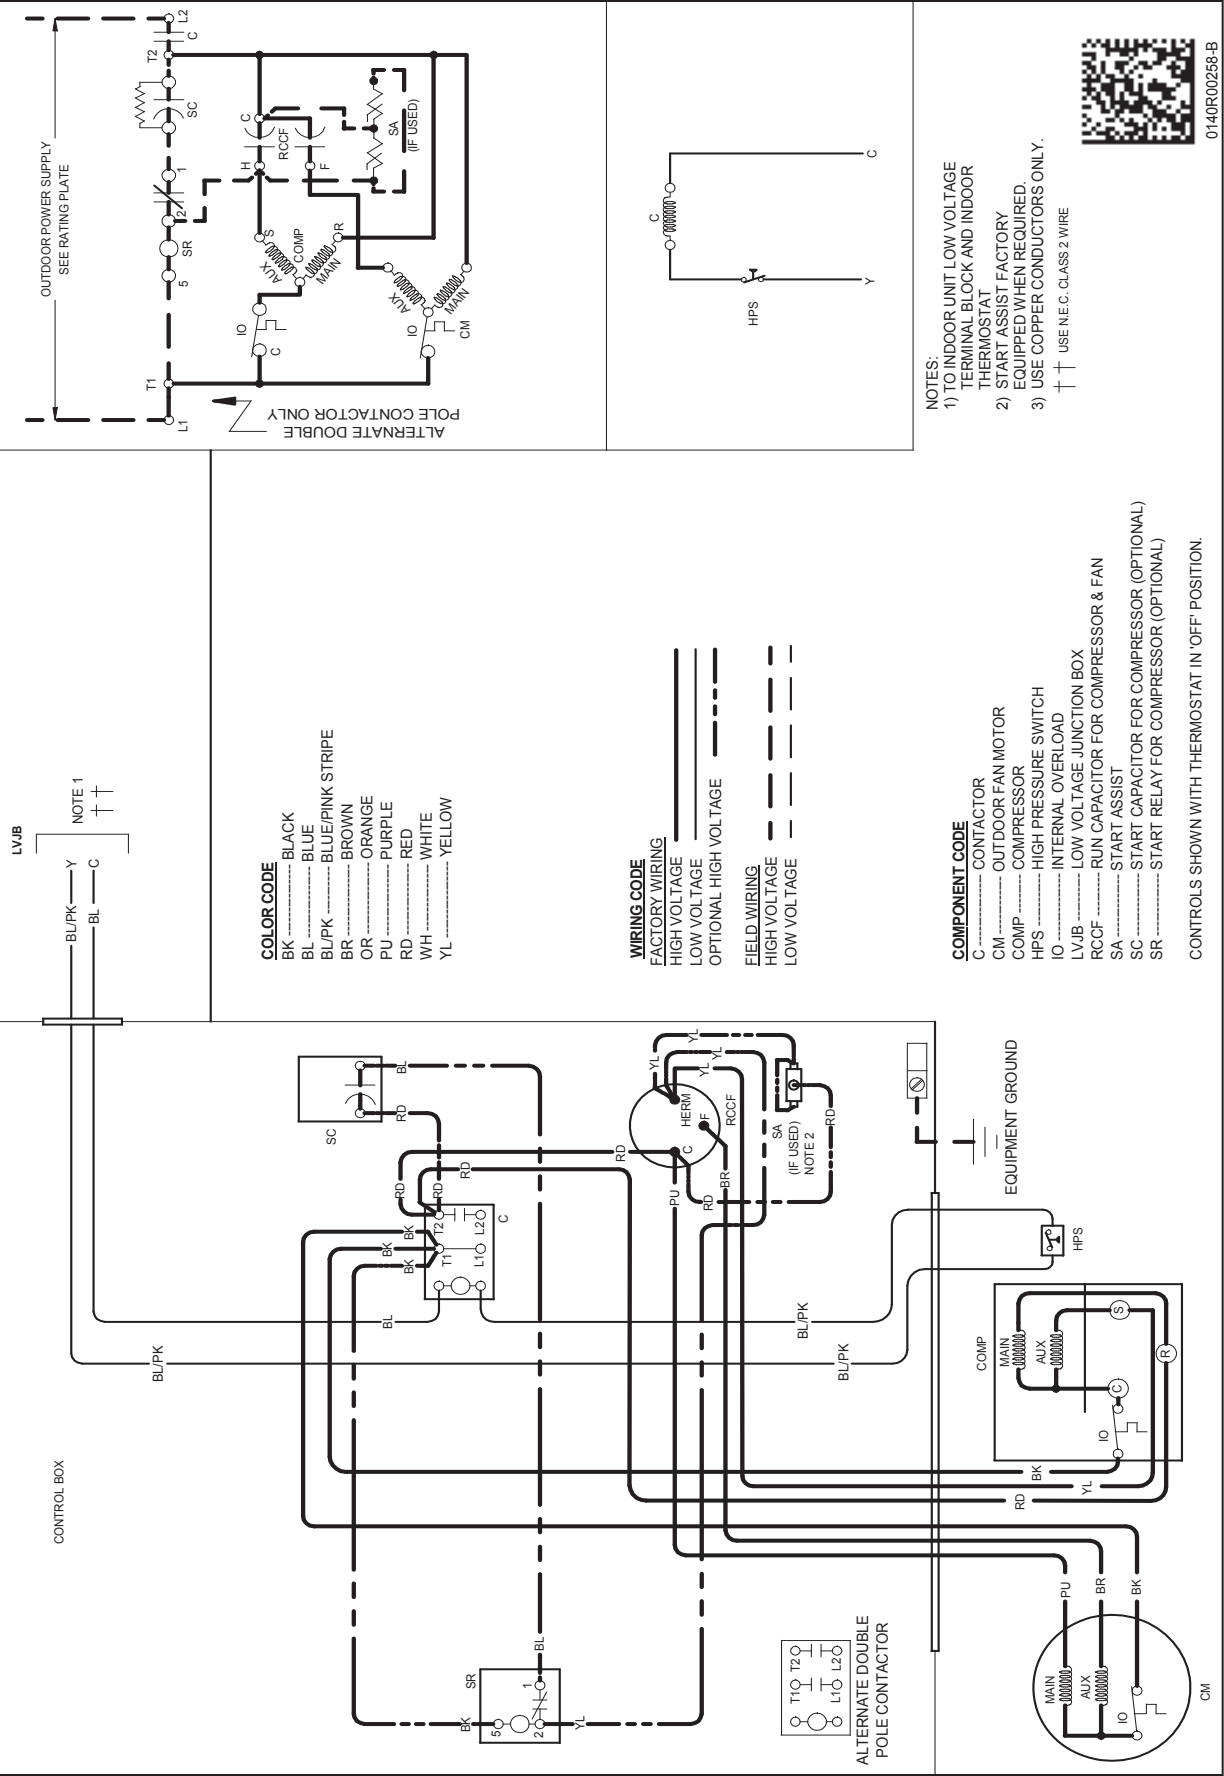 CONTROL BOX
BL/PK
BL/PK
BL
BL/PK
BL/PK
LVJB
BL/PK
Y
BL
C
NOTE 1
SC
RD
BL
BK
BK
BK
RD
RD
RD
T1
T2
L1
L2
C
SR
BK
5
2
1
BL
YL
RD
PU
BR
RD
C
HERM
F
RCCF
YL
YL
YL
YL
SA
(IF USED)
NOTE 2
RD
T1
T2
L1
L2
ALTERNATE DOUBLE
POLE CONTACTOR
EQUIPMENT GROUND
HPS
COMP
MAIN
AUX
IO
C
S
R
BK
YL
RD
PU
BR
BK
MAIN
AUX
IO
CM
COLOR CODE
BK ---------- BLACK
BL ---------- BLUE
BL/PK ------ BLUE/PINK STRIPE
BR ---------- BROWN
OR ---------- ORANGE
PU ---------- PURPLE
RD ---------- RED
WH --------- WHITE
YL ----------- YELLOW
WIRING CODE
FACTORY WIRING
HIGH VOLTAGE
LOW VOLTAGE
OPTIONAL HIGH VOLTAGE
FIELD WIRING
HIGH VOLTAGE
LOW VOLTAGE
COMPONENT CODE
C ------------ CONTACTOR
CM --------- OUTDOOR FAN MOTOR
COMP ----- COMPRESSOR
HPS -------- HIGH PRESSURE SWITCH
IO ----------- INTERNAL OVERLOAD
LVJB ------- LOW VOLTAGE JUNCTION BOX
RCCF ------ RUN CAPACITOR FOR COMPRESSOR & FAN
SA ---------- START ASSIST
SC ---------- START CAPACITOR FOR COMPRESSOR (OPTIONAL)
SR ---------- START RELAY FOR COMPRESSOR (OPTIONAL)
CONTROLS SHOWN WITH THERMOSTAT IN 'OFF' POSITION.
OUTDOOR POWER SUPPLY
SEE RATING PLATE
L1
T1
5
SR
2
1
SC
T2
C
L2
ALTERNATE DOUBLE
POLE CONTACTOR ONLY
C
IO
AUX
S
COMP
MAIN
R
H
C
RCCF
F
SA
(IF USED)
IO
AUX
MAIN
CM
C
HPS
Y
C
NOTES:
1) TO INDOOR UNIT LOW VOLTAGE
TERMINAL BLOCK AND INDOOR
THERMOSTAT
2) START ASSIST FACTORY
EQUIPPED WHEN REQUIRED.
3) USE COPPER CONDUCTORS ONLY.
USE N.E.C. CLASS 2 WIRE
0140R00258-B